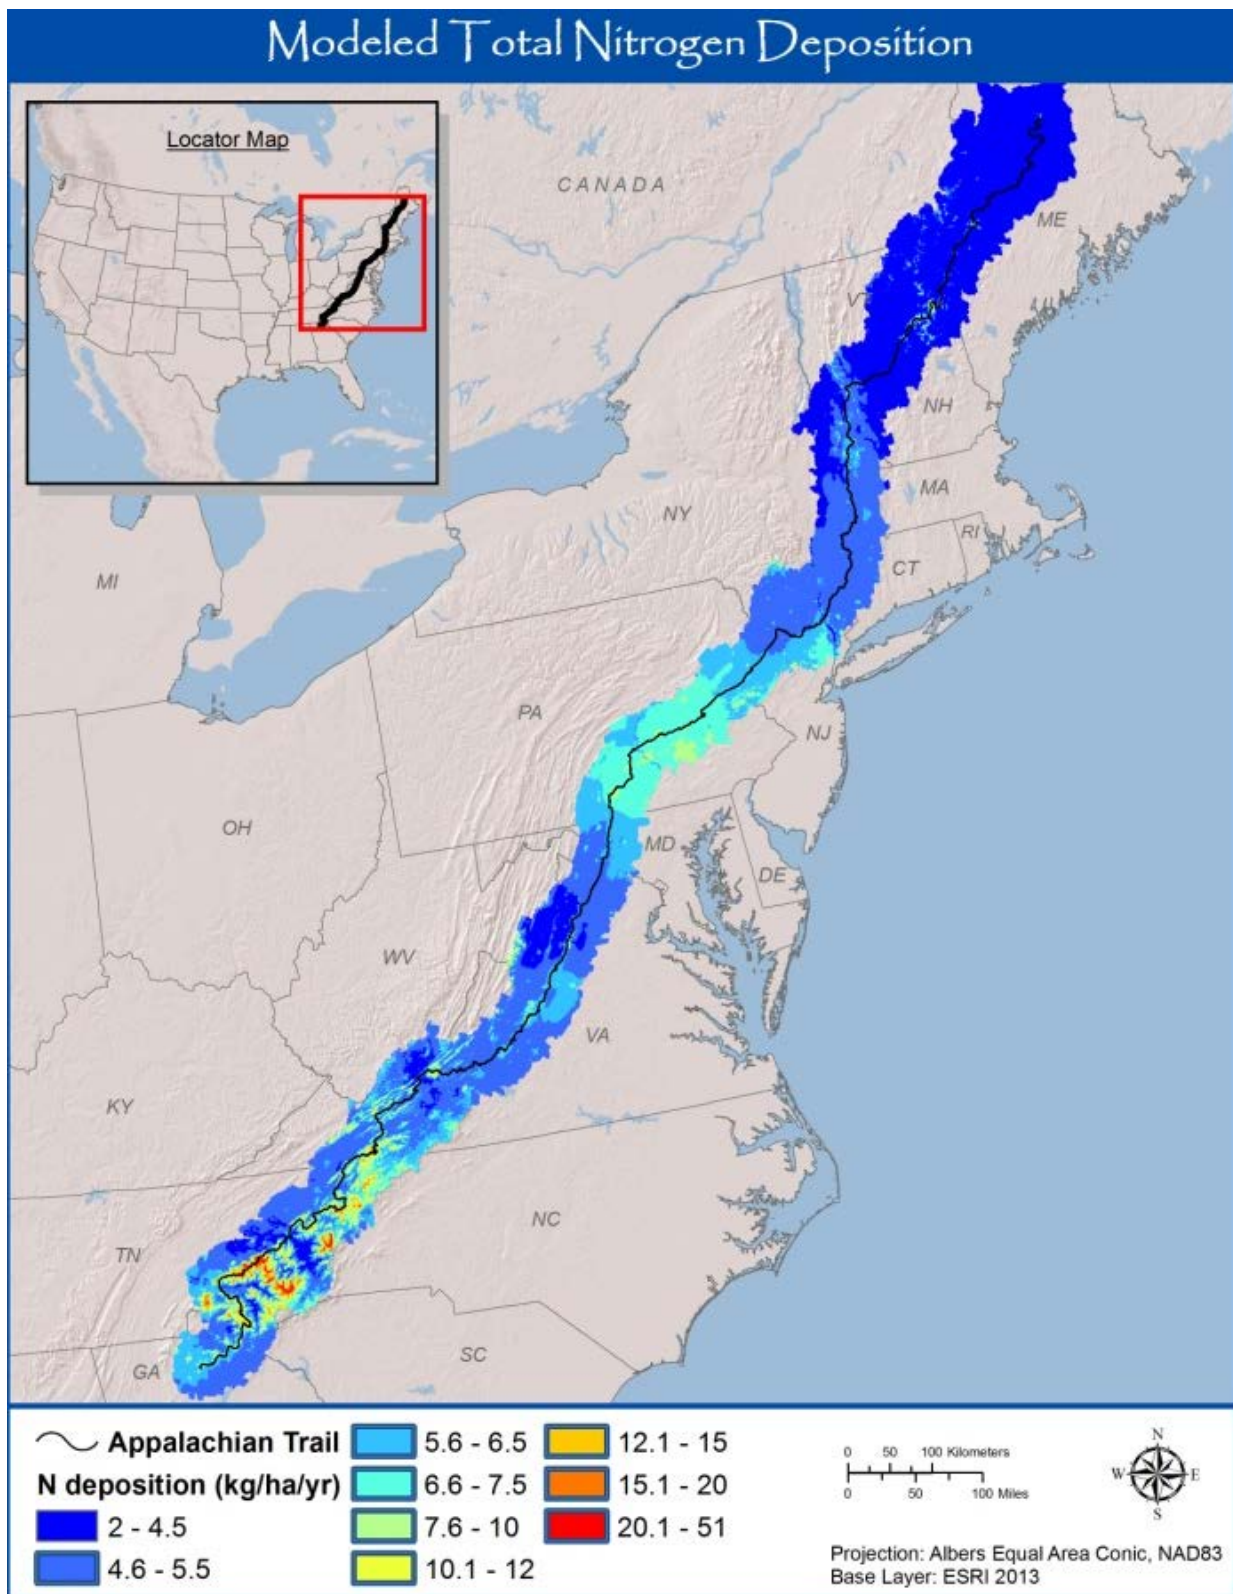 Modeled Total Nitrogen Deposition
Locator Map
CANADA
ME
VT
NH
MA
NY
RI
CT
MI
PA
NJ
OH
MD
DE
WV
VA
KY
NC
TN
SC
GA
Appalachian Trail
N deposition (kg/ha/yr)
2 - 4.5
4.6 - 5.5
5.6 - 6.5
6.6 - 7.5
7.6 - 10
10.1 - 12
12.1 - 15
15.1 - 20
20.1 - 51
0 50 100 Kilometers
0 50 100 Miles
N
W E
S
Projection: Albers Equal Area Conic, NAD83
Base Layer: ESRI 2013